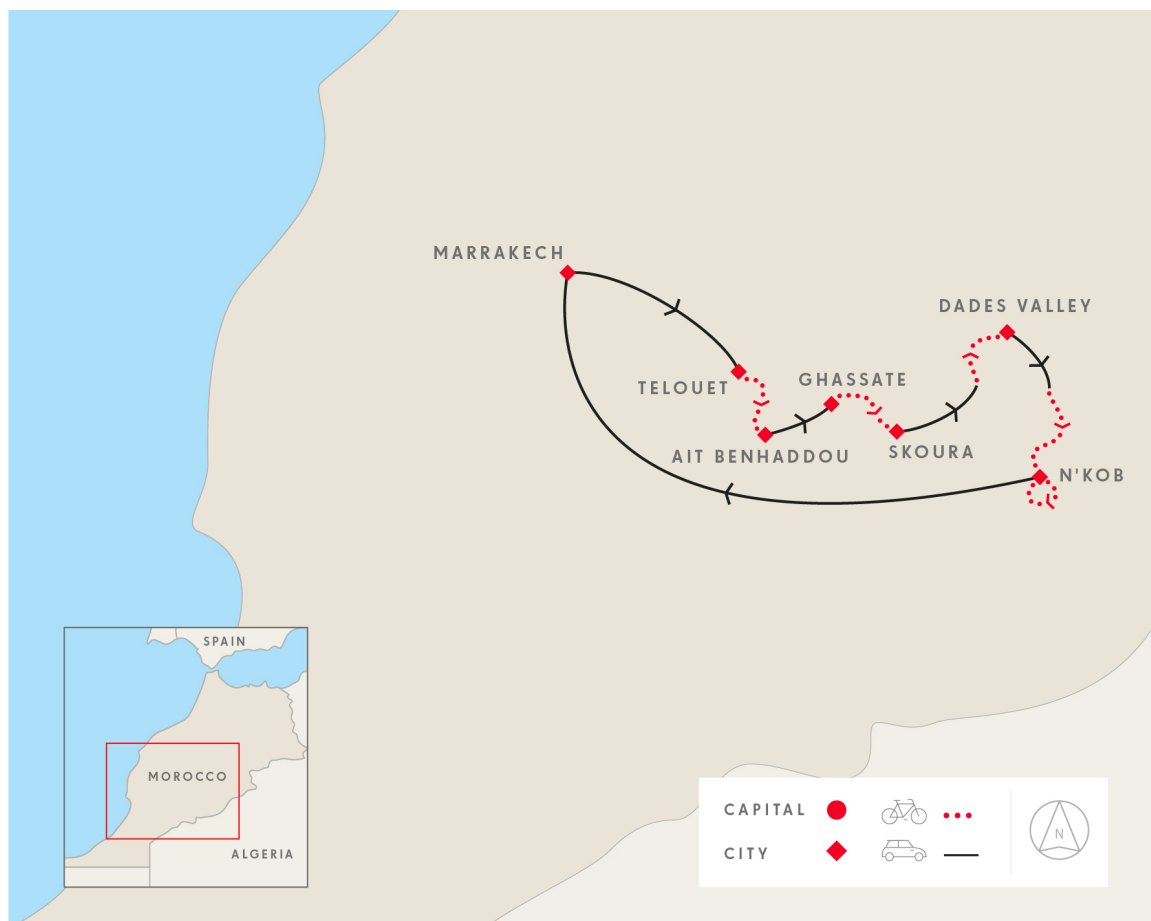 MARRAKECH
DADES VALLEY
GHASSATE
TELOUET
AIT BENHADDOU
SKOURA
N'KOB
SPAIN
MOROCCO
ALGERIA
CAPITAL
CITY
N